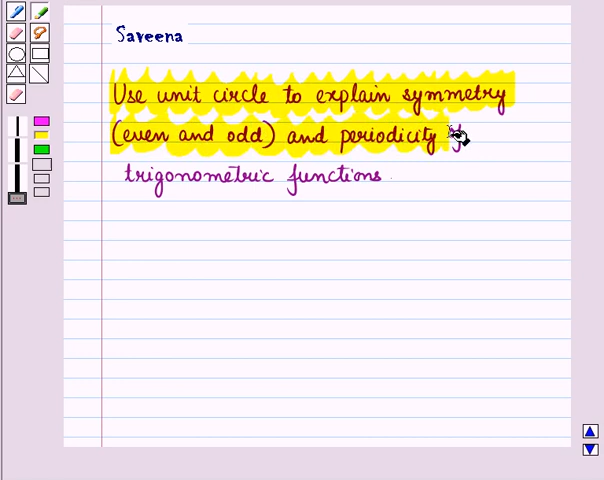 Saveena
Use unit circle to explain symmetry
(even and odd) and periodicity
trigonometric functions.